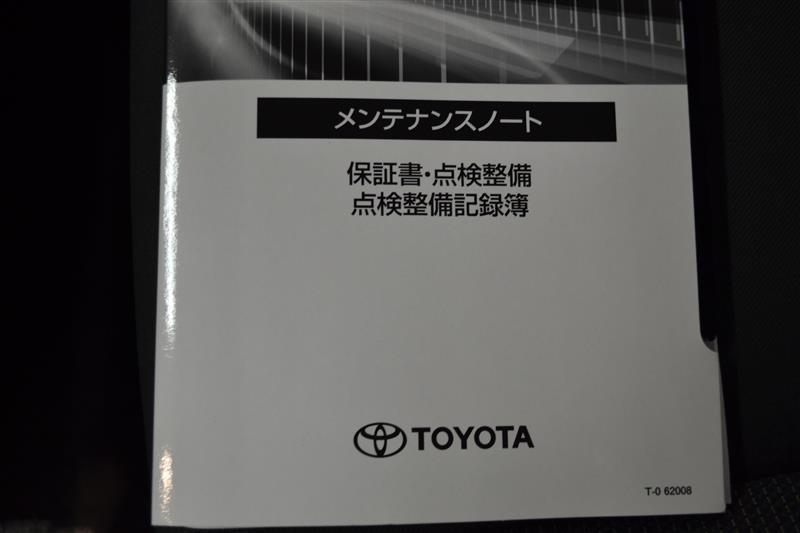 メンテナンスノート
保証書・点検整備
点検整備記録簿
TOYOTA
T-0 62008